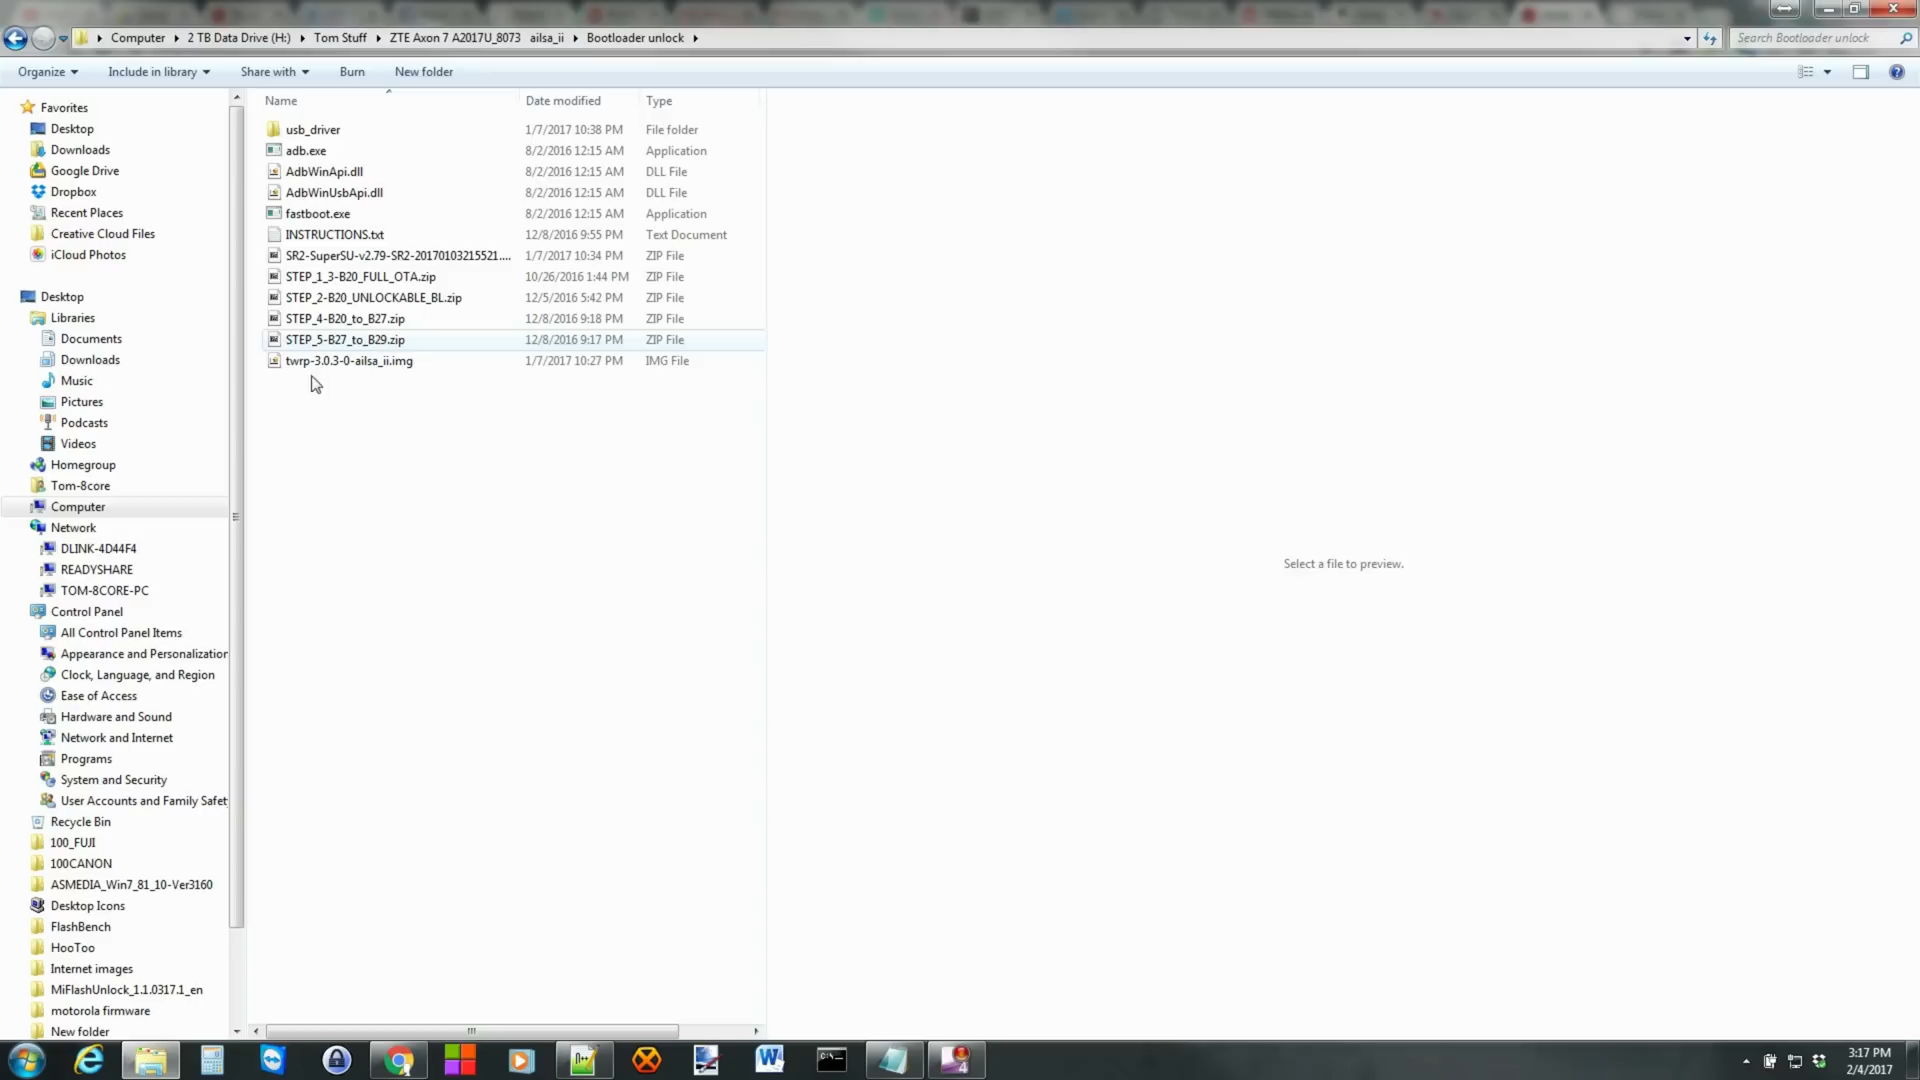 Computer 2 TB Data Drive (H:) Tom Stuff ZTE Axon 7 A2017U_8073 ailsa_ii Bootloader unlock
Search Bootloader unlock
Organize Include in library Share with Burn New folder
Name Date modified Type
usb_driver 1/7/2017 10:38 PM File folder
adb.exe 8/2/2016 12:15 AM Application
AdbWinApi.dll 8/2/2016 12:15 AM DLL File
AdbWinUsbApi.dll 8/2/2016 12:15 AM DLL File
fastboot.exe 8/2/2016 12:15 AM Application
INSTRUCTIONS.txt 12/8/2016 9:55 PM Text Document
SR2-SuperSU-v2.79-SR2-20170103215521.... 1/7/2017 10:34 PM ZIP File
STEP_1_3-B20_FULL_OTA.zip 10/26/2016 1:44 PM ZIP File
STEP_2-B20_UNLOCKABLE_BL.zip 12/5/2016 5:42 PM ZIP File
STEP_4-B20_to_B27.zip 12/8/2016 9:18 PM ZIP File
STEP_5-B27_to_B29.zip 12/8/2016 9:17 PM ZIP File
twrp-3.0.3-0-ailsa_ii.img 1/7/2017 10:27 PM IMG File
Favorites
Desktop
Downloads
Google Drive
Dropbox
Recent Places
Creative Cloud Files
iCloud Photos
Desktop
Libraries
Documents
Downloads
Music
Pictures
Podcasts
Videos
Homegroup
Tom-8core
Computer
Network
DLINK-4D44F4
READYSHARE
TOM-8CORE-PC
Control Panel
All Control Panel Items
Appearance and Personalization
Clock, Language, and Region
Ease of Access
Hardware and Sound
Network and Internet
Programs
System and Security
User Accounts and Family Safet
Recycle Bin
100_FUJI
100CANON
ASMEDIA_Win7_81_10-Ver3160
Desktop Icons
FlashBench
HooToo
Internet images
MiFlashUnlock_1.1.0317.1_en
motorola firmware
New folder
Select a file to preview.
3:17 PM
2/4/2017